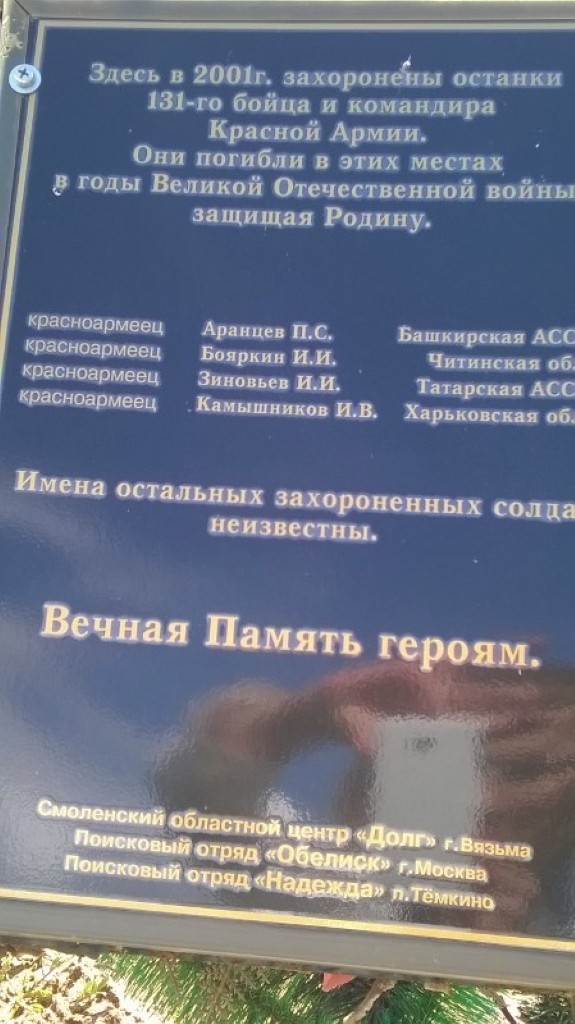 Здесь в 2001г. захоронены останки
131-го бойца и командира
Красной Армии.
Они погибли в этих местах
в годы Великой Отечественной войны
защищая Родину.
красноармеец Аранцев П.С. Башкирская АСС
красноармеец Бояркин И.И. Читинская об
красноармеец Зиновьев И.И. Татарская АСС
красноармеец Камышников И.В. Харьковская об
Имена остальных захороненных солда
неизвестны.
Вечная Память героям.
Смоленский областной центр «Долг» г.Вязьма
Поисковый отряд «Обелиск» г.Москва
Поисковый отряд «Надежда» п.Тёмкино